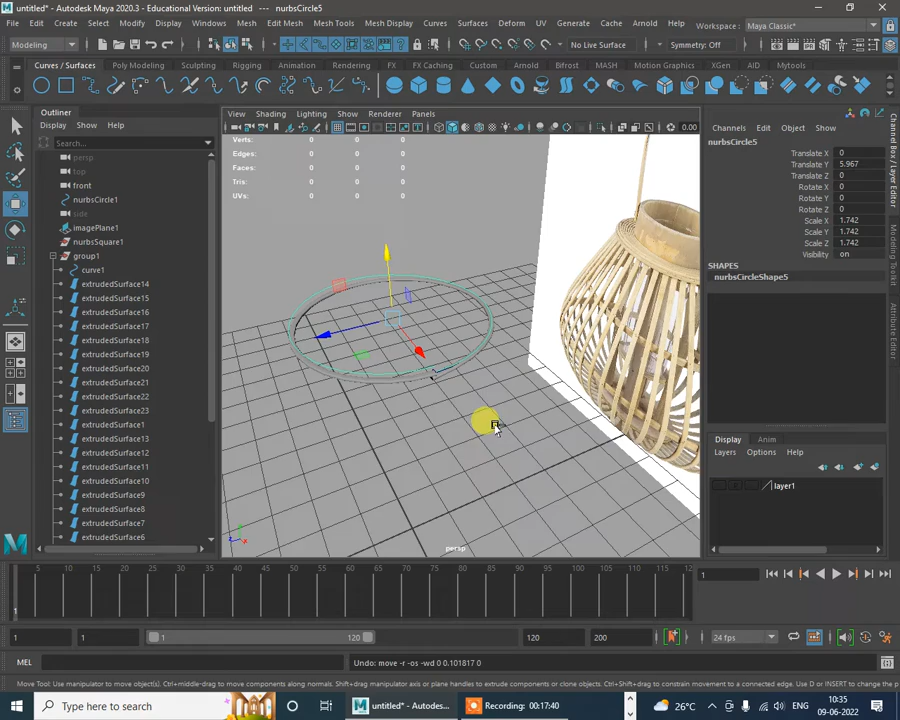 untitled* - Autodesk Maya 2020.3 - Educational Version: untitled --- nurbsCircle5
File Edit Create Select Modify Display Windows Mesh Edit Mesh Mesh Tools Mesh Display Curves Surfaces Deform UV Generate Cache Arnold Help Workspace : Maya Classic*
Modeling No Live Surface Symmetry: Off
Curves / Surfaces Poly Modeling Sculpting Rigging Animation Rendering FX FX Caching Custom Arnold Bifrost MASH Motion Graphics XGen AID Mytools
Outliner
Display Show Help
Search...
persp
top
front
nurbsCircle1
side
imagePlane1
nurbsSquare1
group1
curve1
extrudedSurface14
extrudedSurface15
extrudedSurface16
extrudedSurface17
extrudedSurface18
extrudedSurface19
extrudedSurface20
extrudedSurface21
extrudedSurface22
extrudedSurface23
extrudedSurface1
extrudedSurface13
extrudedSurface12
extrudedSurface11
extrudedSurface10
extrudedSurface9
extrudedSurface8
extrudedSurface7
extrudedSurface6
View Shading Lighting Show Renderer Panels
0.00
Verts: 0 0 0
Edges: 0 0 0
Faces: 0 0 0
Tris: 0 0 0
UVs: 0 0 0
persp
Channels Edit Object Show
nurbsCircle5
Translate X 0
Translate Y 5.967
Translate Z 0
Rotate X 0
Rotate Y 0
Rotate Z 0
Scale X 1.742
Scale Y 1.742
Scale Z 1.742
Visibility on
SHAPES
nurbsCircleShape5
Display Anim
Layers Options Help
layer1
Channel Box / Layer Editor
Modeling Toolkit
Attribute Editor
5 10 15 20 25 30 35 40 45 50 55 60 65 70 75 80 85 90 95 100 105 110 115 12
1
1
1 1 1 120 120 200 24 fps
MEL Undo: move -r -os -wd 0 0.101817 0
Move Tool: Use manipulator to move object(s). Ctrl+middle-drag to move components along normals. Shift+drag manipulator axis or plane handles to extrude components or clone objects. Ctrl+Shift+drag to constrain movement to a connected edge. Use D or INSERT to change the p
Type here to search
untitled* - Autodes...
Recording: 00:17:40
26°C
ENG
10:35
09-06-2022